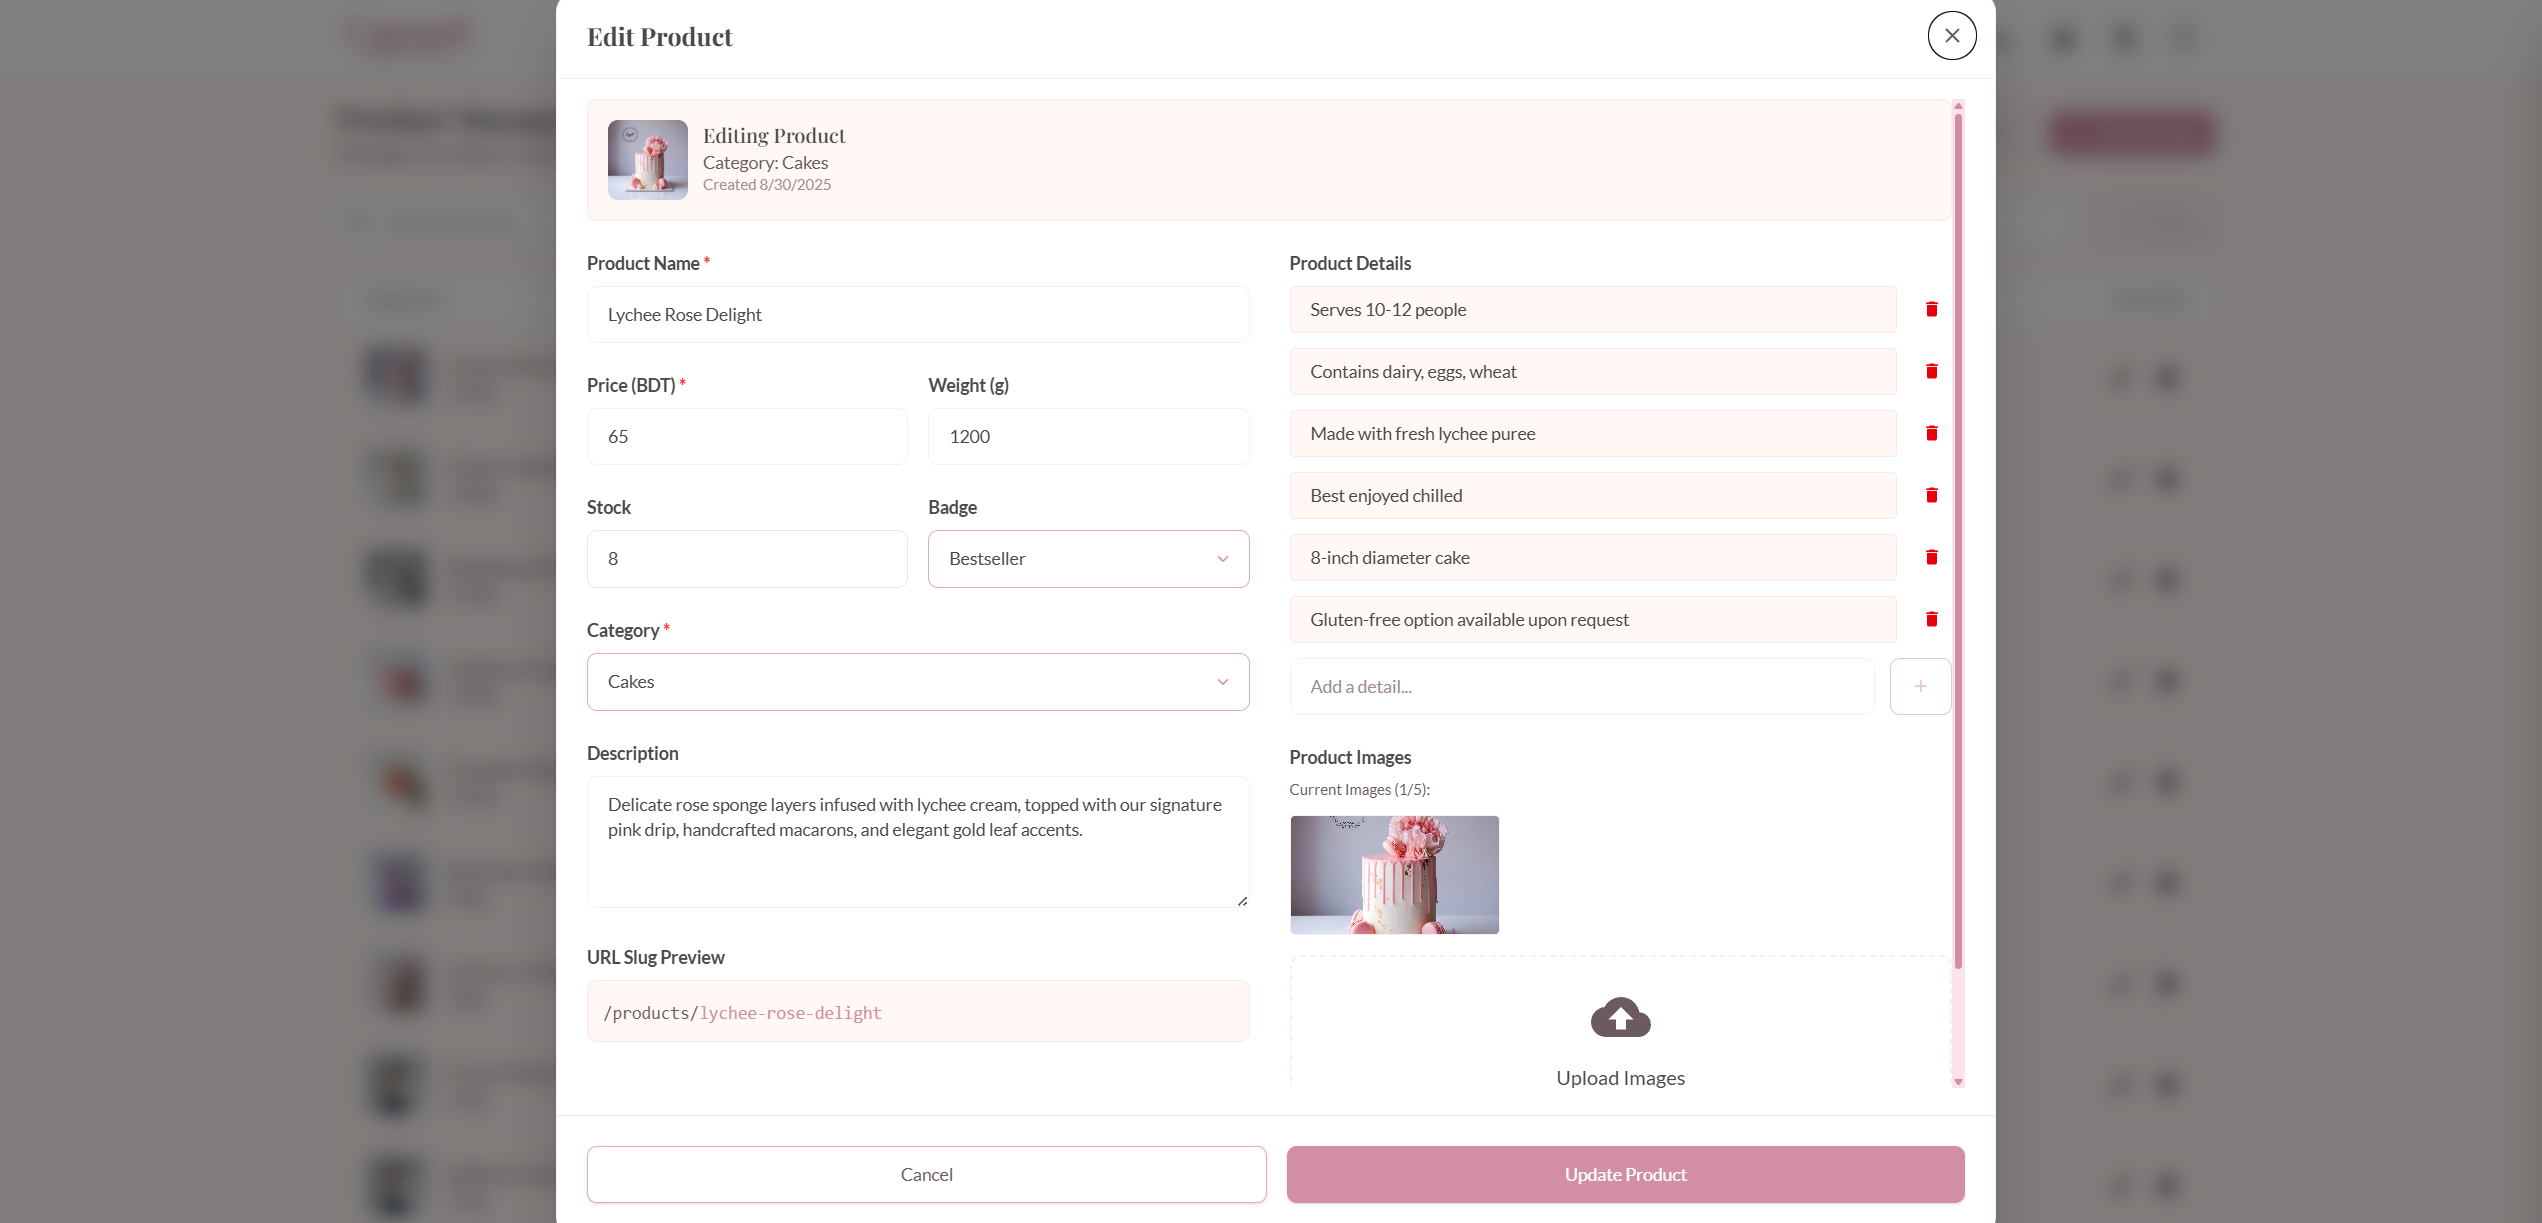 Edit Product
Editing Product
Category: Cakes
Created 8/30/2025
Product Name *
Lychee Rose Delight
Price (BDT) *
Weight (g)
65
1200
Stock
Badge
8
Bestseller
Category *
Cakes
Description
Delicate rose sponge layers infused with lychee cream, topped with our signature
pink drip, handcrafted macarons, and elegant gold leaf accents.
URL Slug Preview
/products/lychee-rose-delight
Product Details
Serves 10-12 people
Contains dairy, eggs, wheat
Made with fresh lychee puree
Best enjoyed chilled
8-inch diameter cake
Gluten-free option available upon request
Add a detail...
Product Images
Current Images (1/5):
Upload Images
Cancel
Update Product